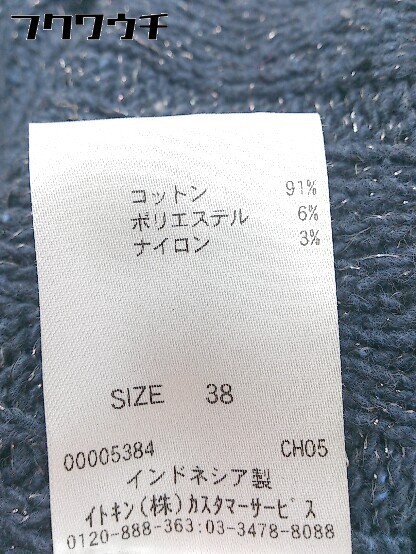 フクワウチ
コットン 91%
ポリエステル 6%
ナイロン 3%
SIZE 38
00005384 CH05
インドネシア製
イトキン(株)カスタマーサービス
0120-888-363:03-3478-8088